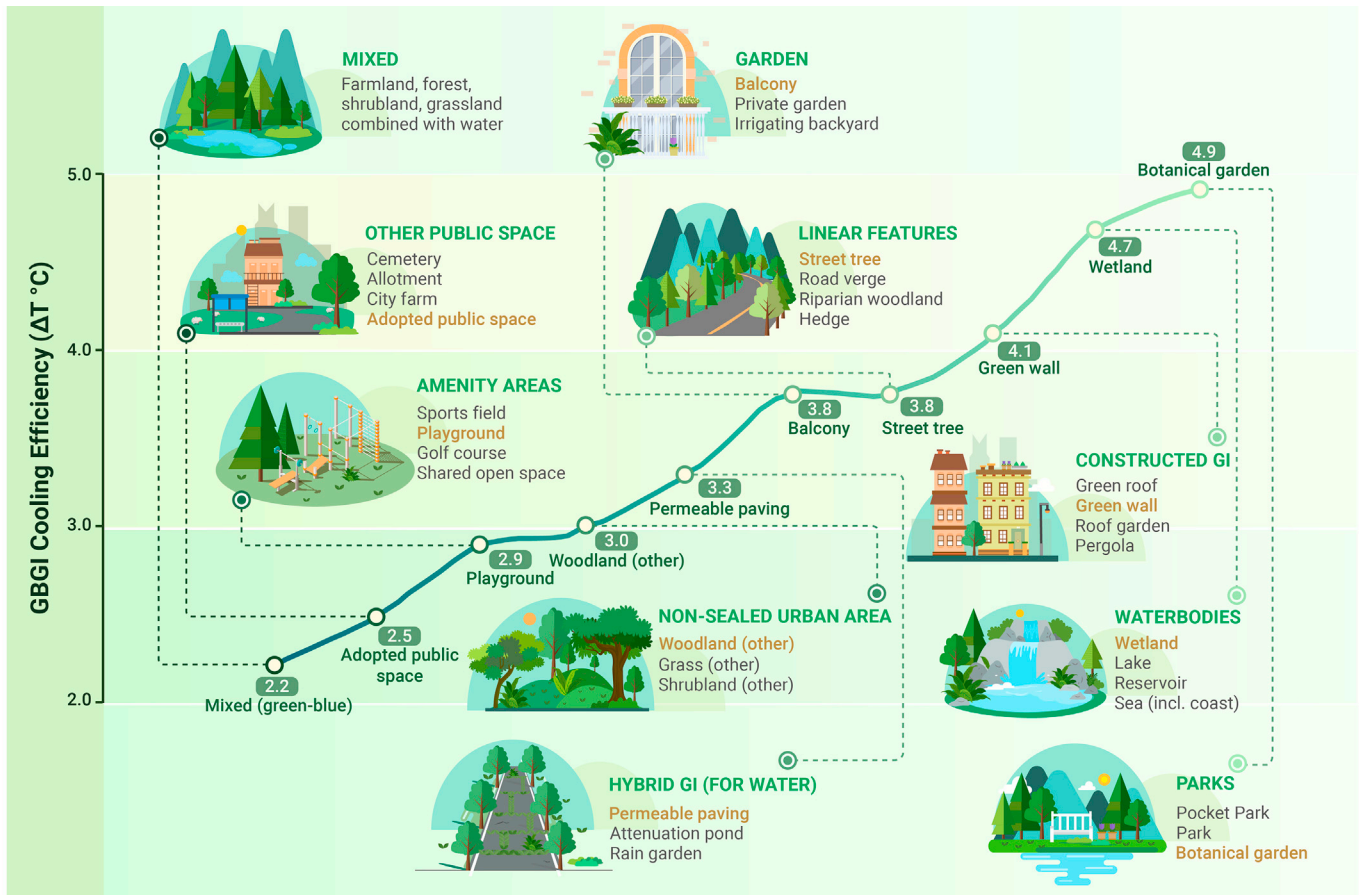 MIXED
Farmland, forest,
shrubland, grassland
combined with water
GARDEN
Balcony
Private garden
Irrigating backyard
4.9
Botanical garden
5.0
OTHER PUBLIC SPACE
Cemetery
Allotment
City farm
Adopted public space
LINEAR FEATURES
Street tree
Road verge
Riparian woodland
Hedge
4.7
Wetland
GBGI Cooling Efficiency (ΔT °C)
4.0
4.1
Green wall
AMENITY AREAS
Sports field
Playground
Golf course
Shared open space
3.8
Balcony
3.8
Street tree
CONSTRUCTED GI
Green roof
Green wall
Roof garden
Pergola
3.3
Permeable paving
3.0
3.0
Woodland (other)
2.9
Playground
NON-SEALED URBAN AREA
Woodland (other)
Grass (other)
Shrubland (other)
WATERBODIES
Wetland
Lake
Reservoir
Sea (incl. coast)
2.5
Adopted public
space
2.0
2.2
Mixed (green-blue)
HYBRID GI (FOR WATER)
Permeable paving
Attenuation pond
Rain garden
PARKS
Pocket Park
Park
Botanical garden